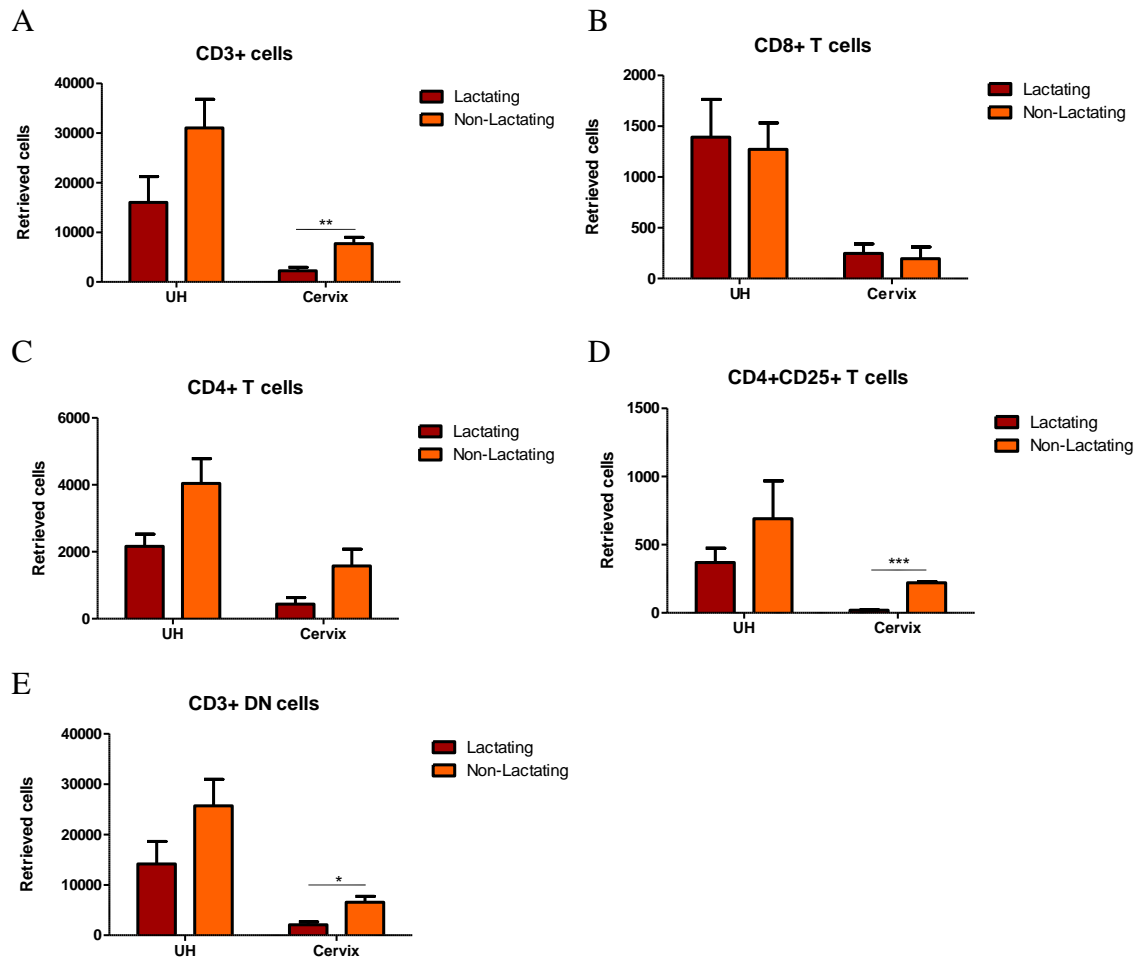 A
CD3+ cells
Retrieved cells
40000
30000
20000
10000
0
**
UH
Cervix
Lactating
Non-Lactating
B
CD8+ T cells
Retrieved cells
2000
1500
1000
500
0
UH
Cervix
Lactating
Non-Lactating
C
CD4+ T cells
Retrieved cells
6000
4000
2000
0
UH
Cervix
Lactating
Non-Lactating
D
CD4+CD25+ T cells
Retrieved cells
1500
1000
500
0
***
UH
Cervix
Lactating
Non-Lactating
E
CD3+ DN cells
Retrieved cells
40000
30000
20000
10000
0
*
UH
Cervix
Lactating
Non-Lactating